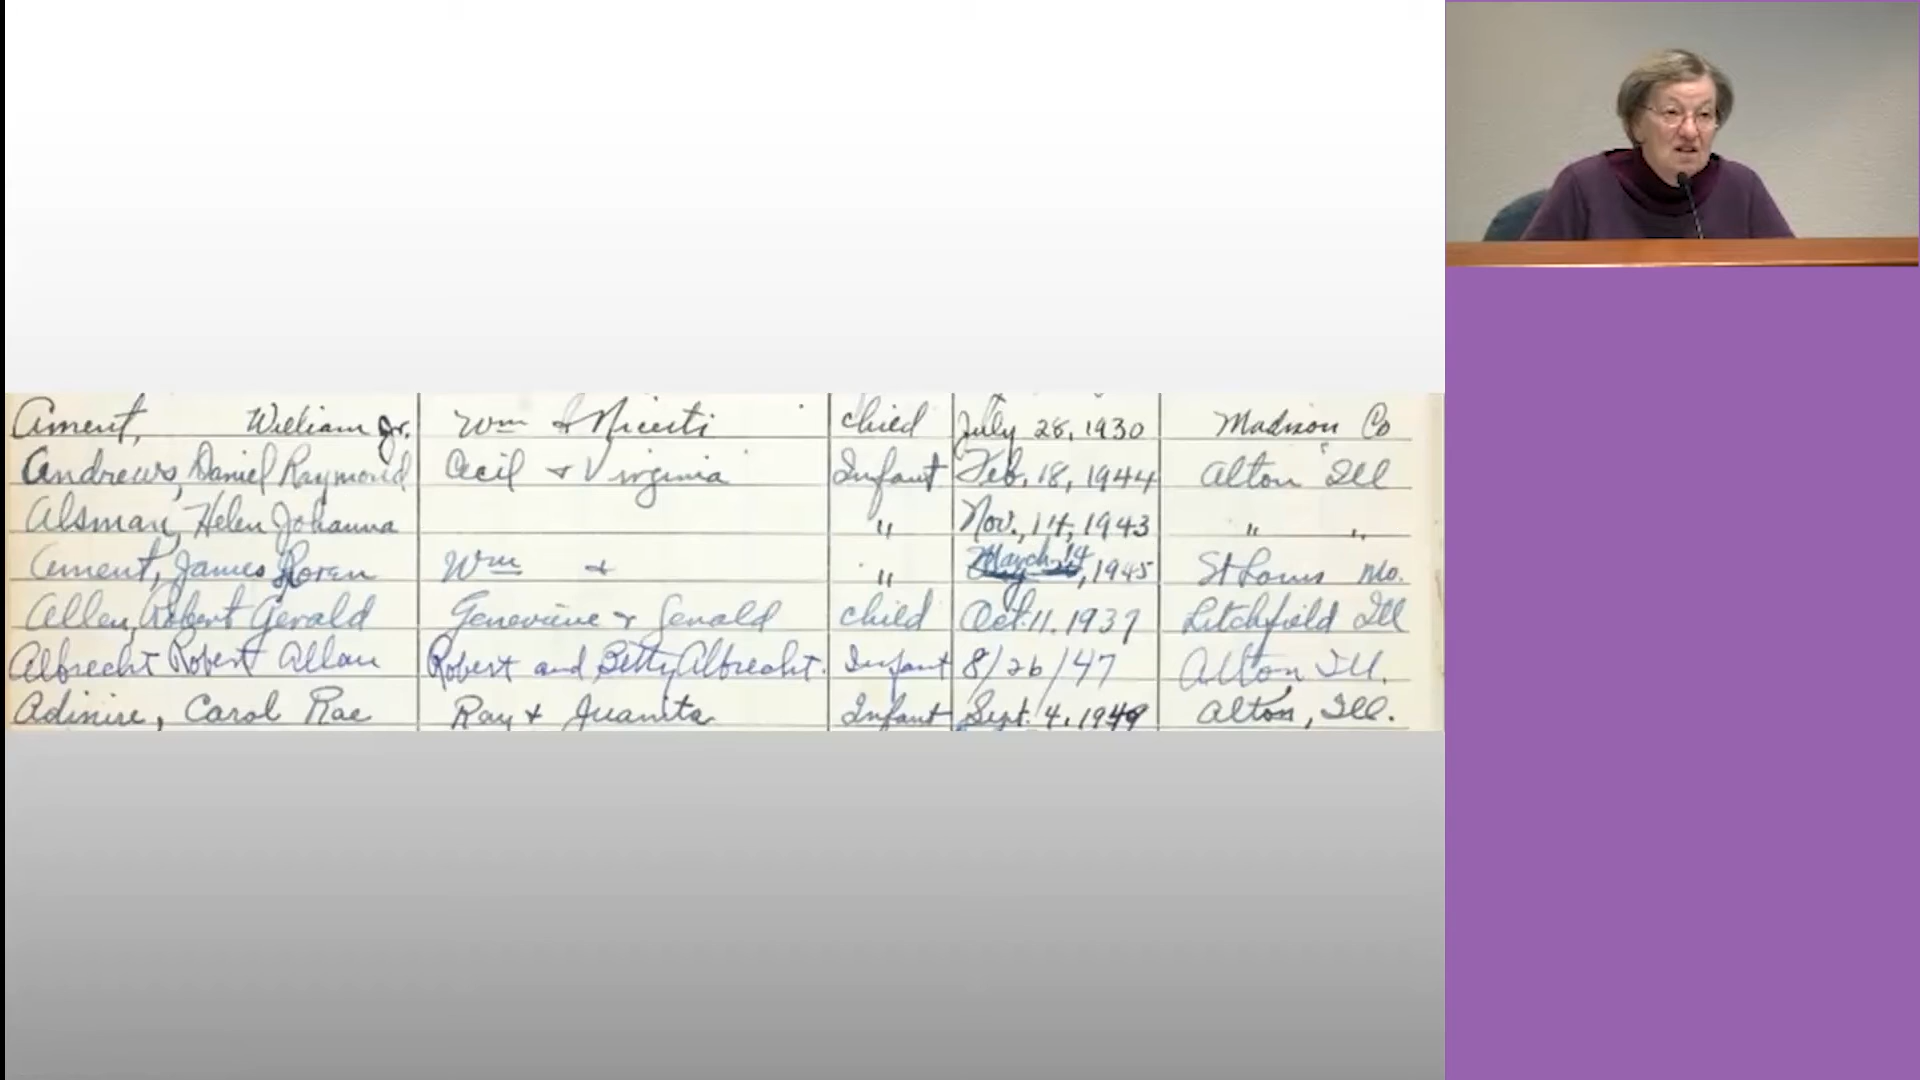 Ament, William Jr. Wm & child July 28, 1930 Madison Co
Andrews, Daniel Raymond Cecil & Virginia Infant Feb. 18, 1944 Alton Ill
Alsman, Helen Johanna " Nov. 14, 1943 " "
Ament, James Loren Wm & " March 14, 1945 St Louis Mo.
Allen, Robert Gerald Genevieve & Gerald child Oct. 11. 1937 Litchfield Ill
Albrecht Robert Allan Robert and Betty Albrecht. Infant 8/26/47 Alton Ill.
Carol Rae Ray & Juanita Infant Sept. 4, 1949 Alton, Ill.